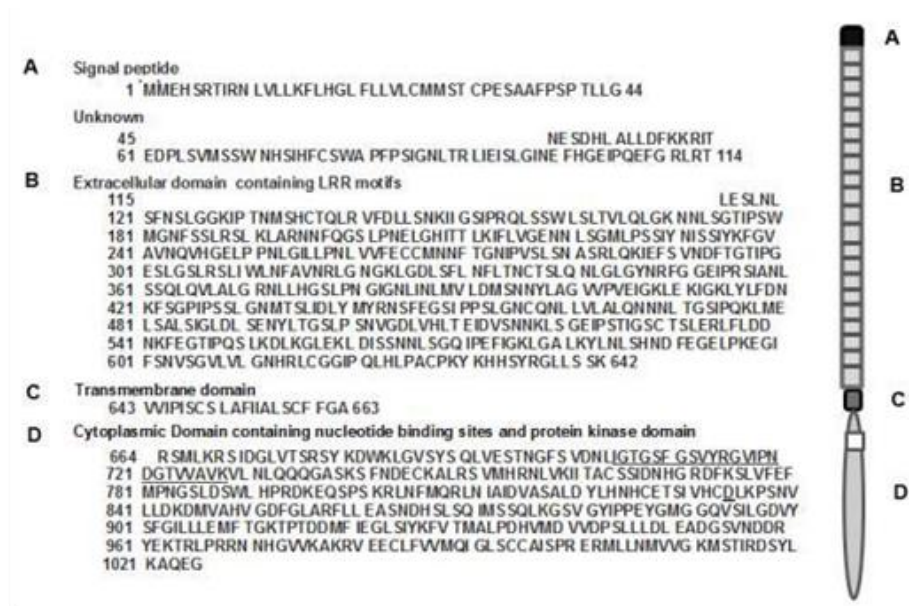 A
Signal peptide
1 MMEHSRTIRN LVLLKFLHGL FLLVLCMMST CPESAAFPSP TLLG 44
Unknown
45 NESDHL ALLDFKKRIT
61 EDPLSVMSSW NHSIHFCSWA PFPSIGNLTR LIEISLGINE FHGEIPQEFG RLRT 114
B
Extracellular domain containing LRR motifs
115 LESLNL
121 SFNSLGGKIP TNMSHCTQLR VFDLLSNKIIGSIPRQLSSWLSLTVLQLGK NNLSGTIPSW
181 MGNFSSLRSL KLARNNFQGS LPNELGHITT LKIFLVGENN LSGMLPSSIY NISSIYKFGV
241 AVNQVHGELP PNLGILLPNL VVFECCMNNF TGNIPVSLSN ASRLQKIEFS VNDFTGTIPG
301 ESLGSLRSLI WLNFAVNRLG NGKLGDLSFL NFLTNCTSLQ NLGLGYNRFG GEIPRSIANL
361 SSQLQVLALG RNLLHGSLPN GIGNLINLMV LDMSNNYLAG VVPVEIGKLE KIGKLYLFDN
421 KFSGPIPSSL GNMTSLIDLY MYRNSFEGSI PPSLGNCQNL LVLALQNNNL TGSIPQKLME
481 LSALSIGLDL SENYLTGSLP SNVGDLVHLT EIDVSNNKLS GEIPSTIGSC TSLERLFLDD
541 NKFEGTIPQS LKDLKGLEKL DISSNNLSGQ IPEFIGKLGA LKYLNLSHND FEGELPKEGI
601 FSNVSGVLVL GNHRLCGGIP QLHLPACPKY KHHSYRGLLS SK 642
C
Transmembrane domain
643 VVIPISCS LAFIIALSCF FGA 663
D
Cytoplasmic Domain containing nucleotide binding sites and protein kinase domain
664 RSMLKRS IDGLVTSRSY KDWKLGVSYS QLVESTNGFS VDNLIGTGSF GSVYRGVIPN
721 DGTVVAVKVL NLQQQGASKS FNDECKALRS VMHRNLVKII TACSSIDNHG RDFKSLVFEF
781 MPNGSLDSWL HPRDKEQSPS KRLNFMQRLN IAIDVASALD YLHNHCETSI VHCDLKPSNV
841 LLDKDMVAHV GDFGLARFLL EASNDHSLSQ IMSSQLKGSV GYIPPEYGMG GQVSILGDVY
901 SFGILLLEMF TGKTPTDDMF IEGLSIYKFV TMALPDHVMD VVDPSLLLDL EADGSVNDDR
961 YEKTRLPRRN NHGVVKAKRV EECLFVVMQI GLSCCAISPR ERMLLNMVVG KMSTIRDSYL
1021 KAQEG
A
B
C
D